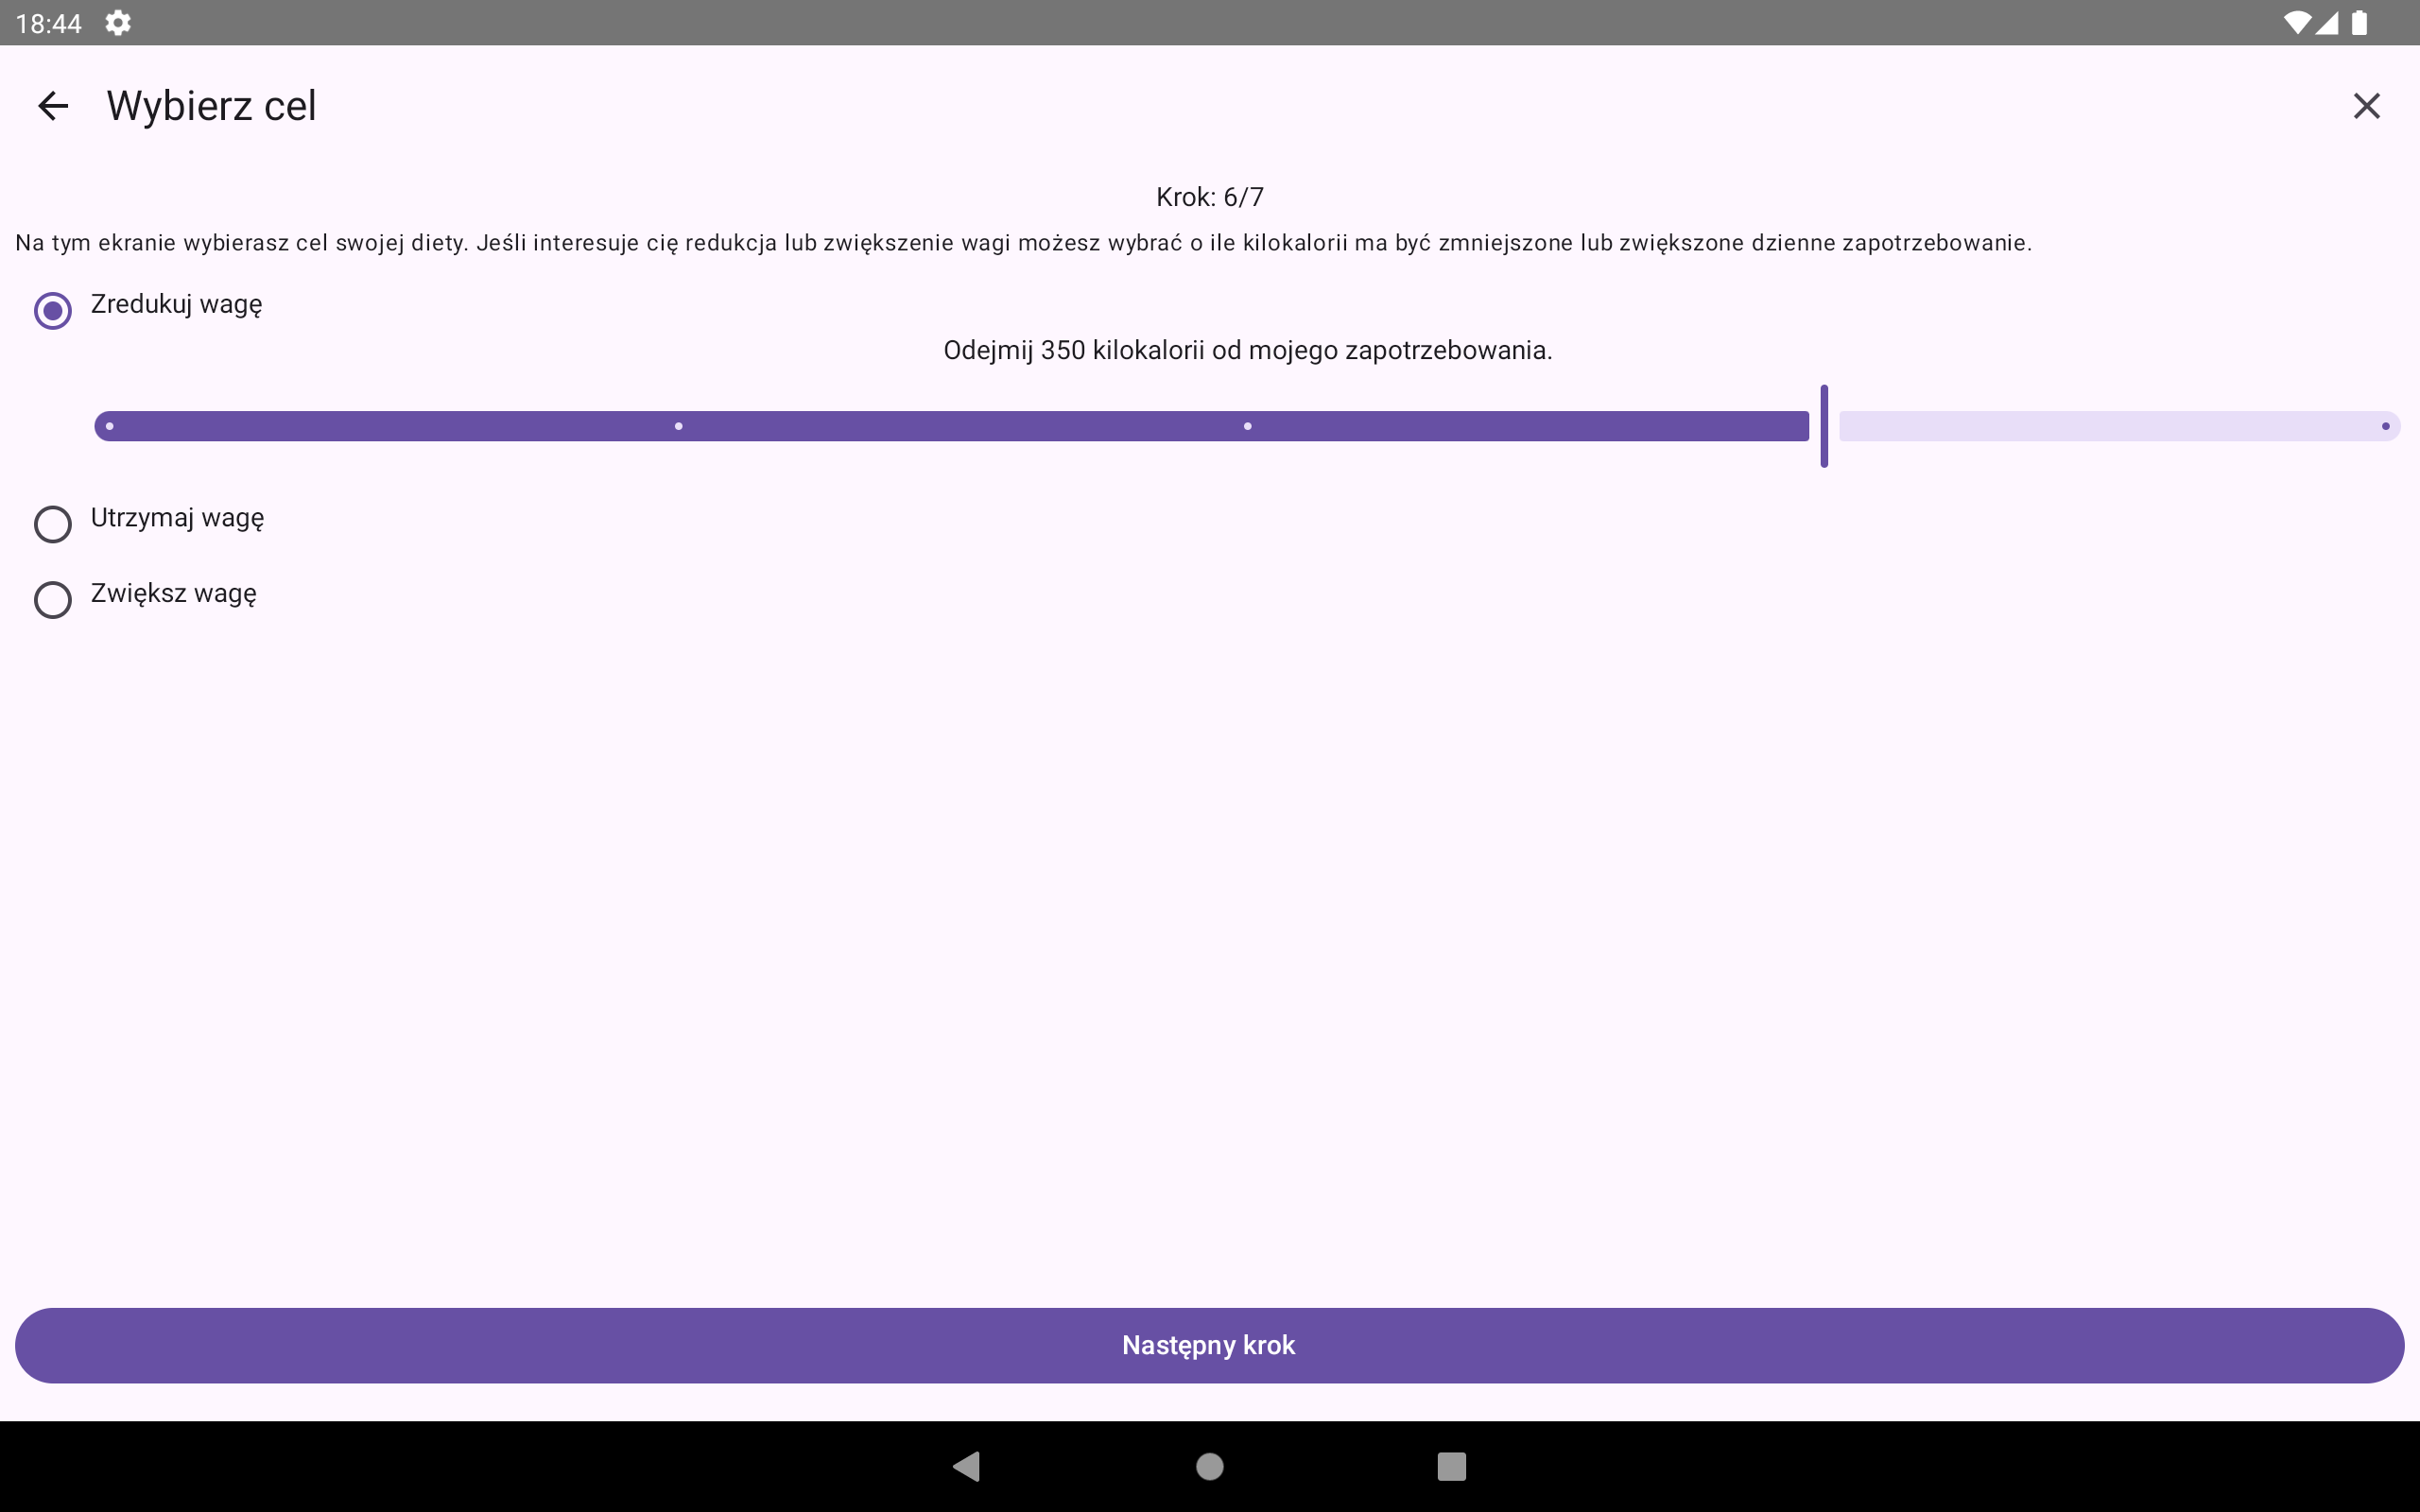 18:44
Wybierz cel
Krok: 6/7
Na tym ekranie wybierasz cel swojej diety. Jeśli interesuje cię redukcja lub zwiększenie wagi możesz wybrać o ile kilokalorii ma być zmniejszone lub zwiększone dzienne zapotrzebowanie.
Zredukuj wagę
Odejmij 350 kilokalorii od mojego zapotrzebowania.
Utrzymaj wagę
Zwiększ wagę
Następny krok